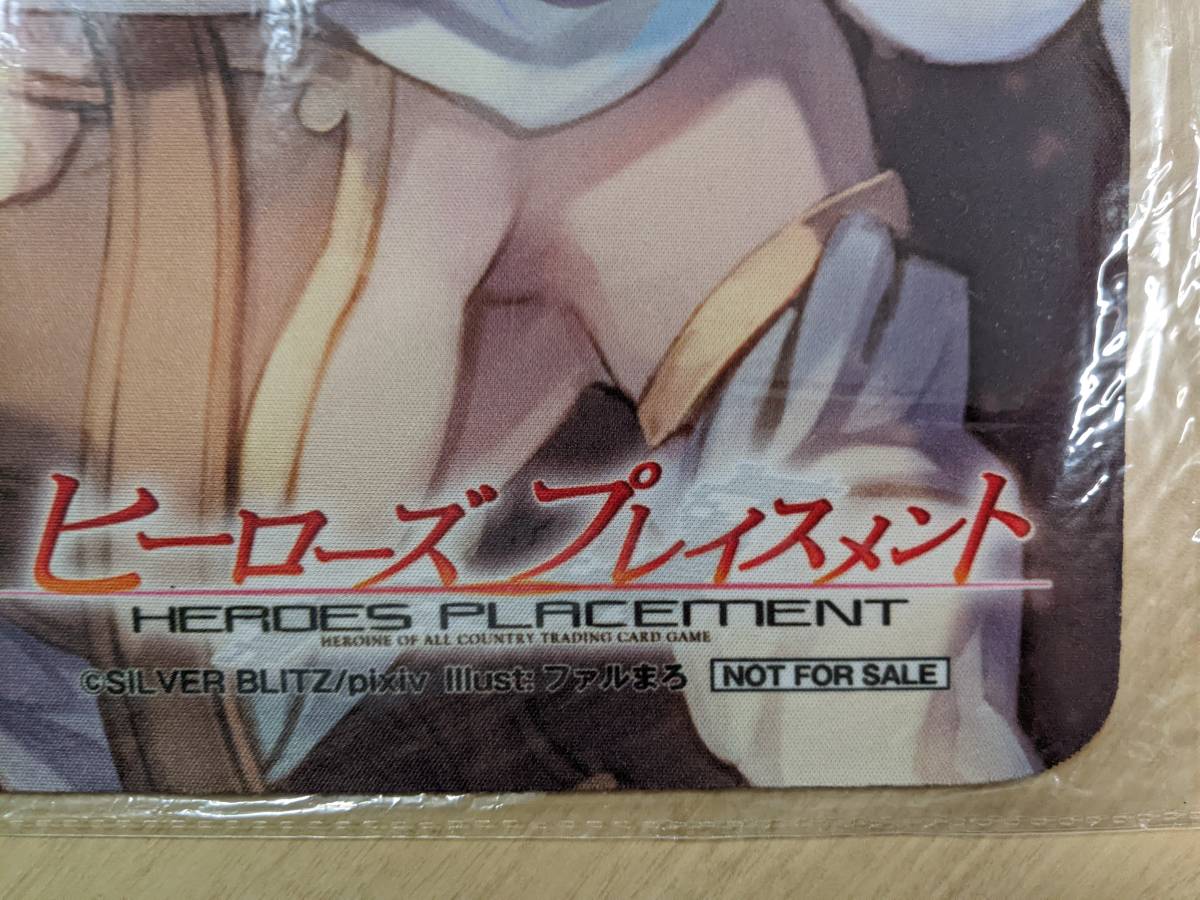 ヒーローズ プレイスメント
HEROES PLACEMENT
HEROINE OF ALL COUNTRY TRADING CARD GAME
©SILVER BLITZ/pixiv Illust: ファルまろ NOT FOR SALE